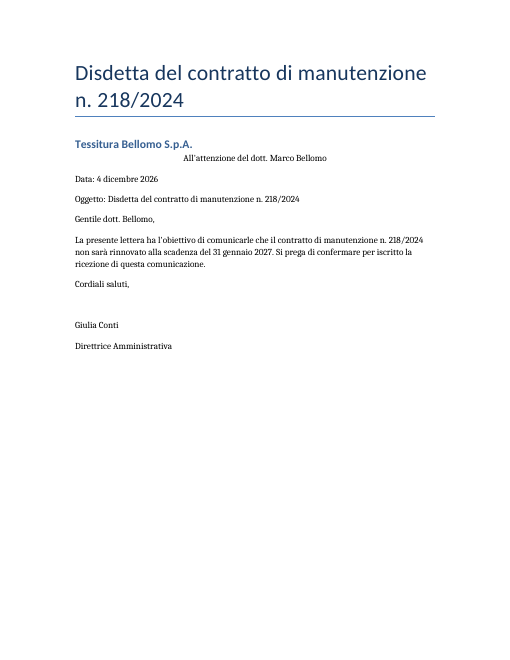 Disdetta del contratto di manutenzione
n. 218/2024
Tessitura Bellomo S.p.A.
All'attenzione del dott. Marco Bellomo
Data: 4 dicembre 2026
Oggetto: Disdetta del contratto di manutenzione n. 218/2024
Gentile dott. Bellomo,
La presente lettera ha l'obiettivo di comunicarle che il contratto di manutenzione n. 218/2024
non sarà rinnovato alla scadenza del 31 gennaio 2027. Si prega di confermare per iscritto la
ricezione di questa comunicazione.
Cordiali saluti,
Giulia Conti
Direttrice Amministrativa